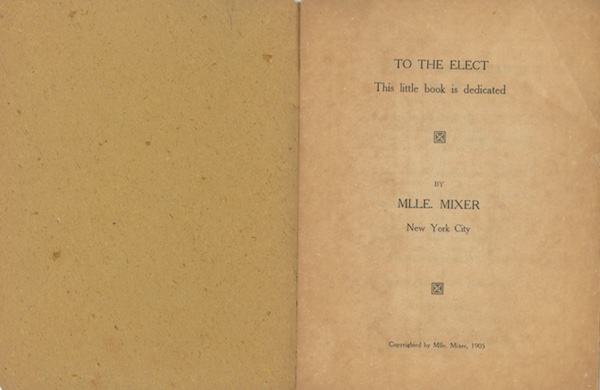 TO THE ELECT
This little book is dedicated
BY
MLLE. MIXER
New York City
Copyrighted by Mlle. Mixer, 1905